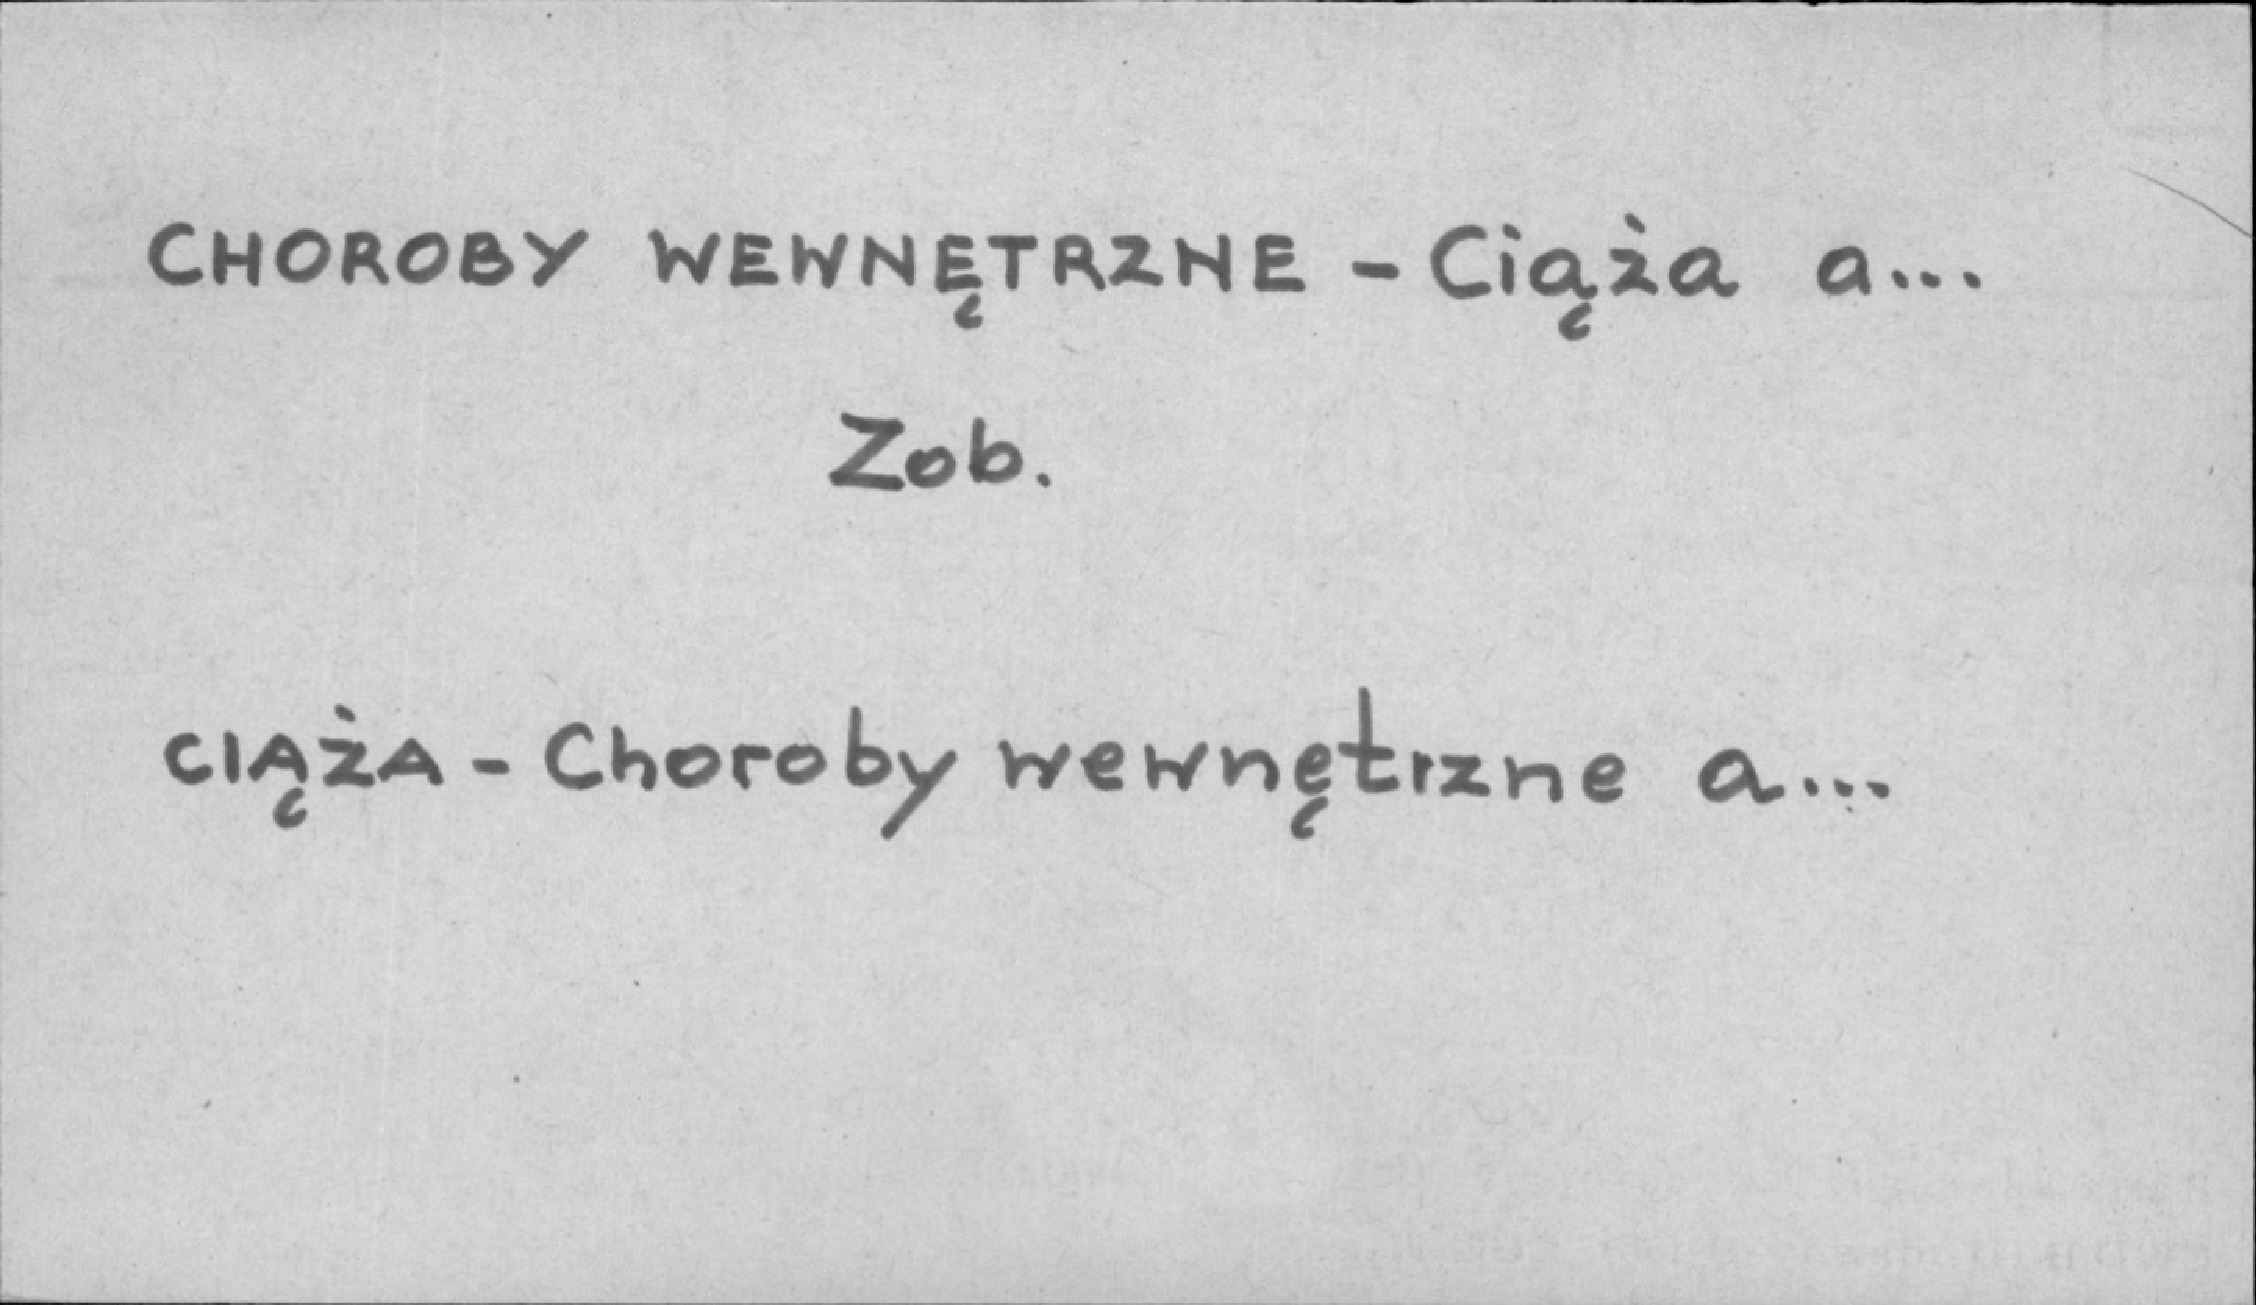 CHOROBY WEWNĘTRZNE - Ciąża a...
Zob.
CIĄŻA - Choroby wewnętrzne a...